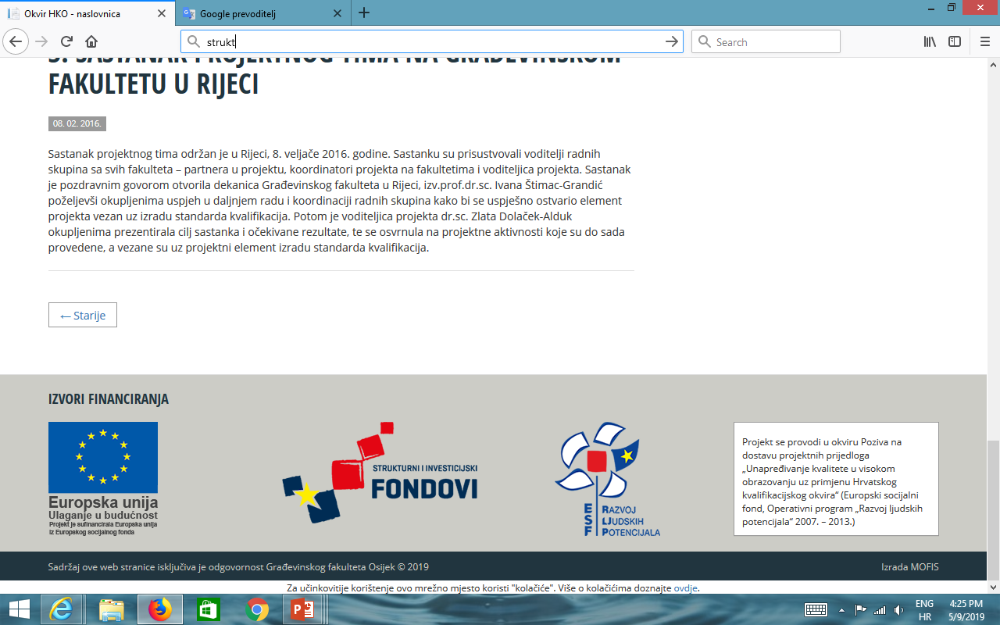 Okvir HKO - naslovnica
Google prevoditelj
strukt
Search
FAKULTETU U RIJECI
08. 02. 2016.
Sastanak projektnog tima održan je u Rijeci, 8. veljače 2016. godine. Sastanku su prisustvovali voditelji radnih
skupina sa svih fakulteta – partnera u projektu, koordinatori projekta na fakultetima i voditeljica projekta. Sastanak
je pozdravnim govorom otvorila dekanica Građevinskog fakulteta u Rijeci, izv.prof.dr.sc. Ivana Štimac-Grandić
poželjevši okupljenima uspjeh u daljnjem radu i koordinaciji radnih skupina kako bi se uspješno ostvario element
projekta vezan uz izradu standarda kvalifikacija. Potom je voditeljica projekta dr.sc. Zlata Dolaček-Alduk
okupljenima prezentirala cilj sastanka i očekivane rezultate, te se osvrnula na projektne aktivnosti koje su do sada
provedene, a vezane su uz projektni element izradu standarda kvalifikacija.
← Starije
IZVORI FINANCIRANJA
Europska unija
Ulaganje u budućnost
Projekt je sufinancirala Europska unija
iz Europskog socijalnog fonda
STRUKTURNI I INVESTICIJSKI
FONDOVI
ESF
RAZVOJ
LJUDSKIH
POTENCIJALA
Projekt se provodi u okviru Poziva na
dostavu projektnih prijedloga
„Unapređivanje kvalitete u visokom
obrazovanju uz primjenu Hrvatskog
kvalifikacijskog okvira“ (Europski socijalni
fond, Operativni program „Razvoj ljudskih
potencijala“ 2007. – 2013.)
Sadržaj ove web stranice isključiva je odgovornost Građevinskog fakulteta Osijek © 2019
Izrada MOFIS
Za učinkovitije korištenje ovo mrežno mjesto koristi "kolačiće". Više o kolačićima doznajte ovdje.
ENG
HR
4:25 PM
5/9/2019